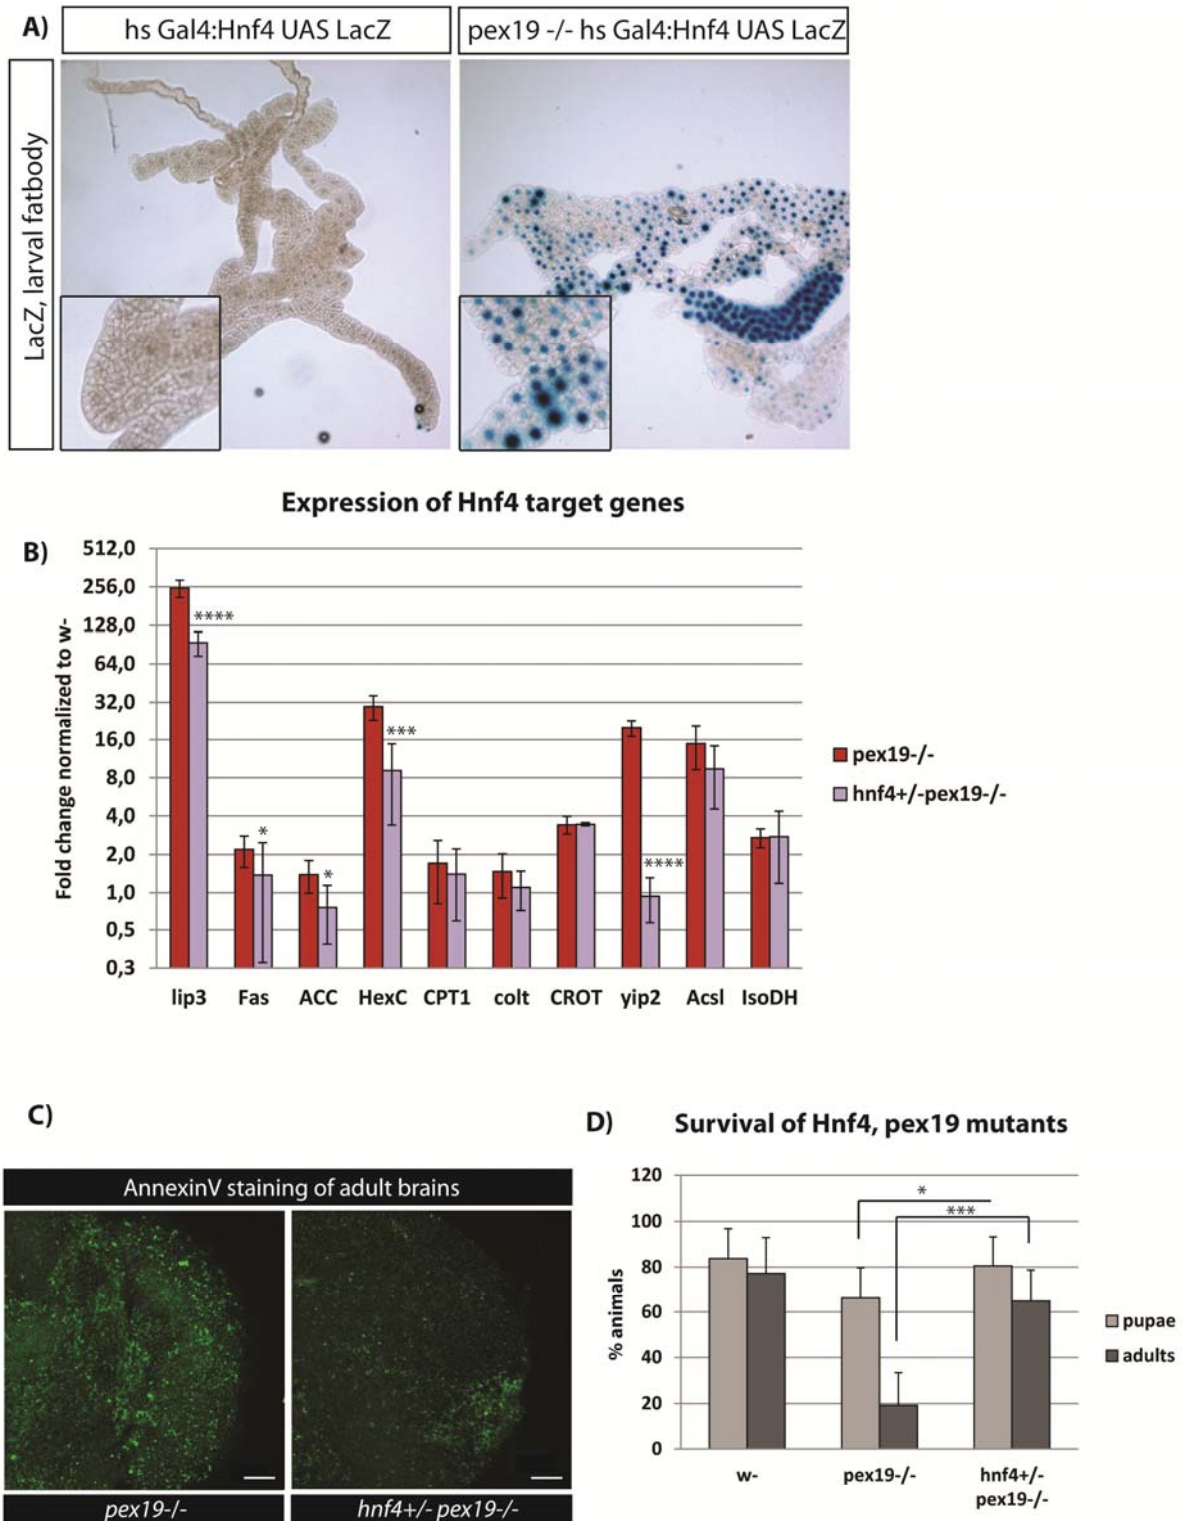 A)
hs Gal4:Hnf4 UAS LacZ
pex19 -/- hs Gal4:Hnf4 UAS LacZ
LacZ, larval fatbody
Expression of Hnf4 target genes
B)
Fold change normalized to w-
512,0
256,0
128,0
64,0
32,0
16,0
8,0
4,0
2,0
1,0
0,5
0,3
****
*
*
***
****
lip3 Fas ACC HexC CPT1 colt CROT yip2 Acsl IsoDH
pex19-/-
hnf4+/-pex19-/-
C)
AnnexinV staining of adult brains
pex19-/-
hnf4+/- pex19-/-
D)
Survival of Hnf4, pex19 mutants
% animals
120
100
80
60
40
20
0
*
***
w- pex19-/- hnf4+/-
pex19-/-
pupae
adults